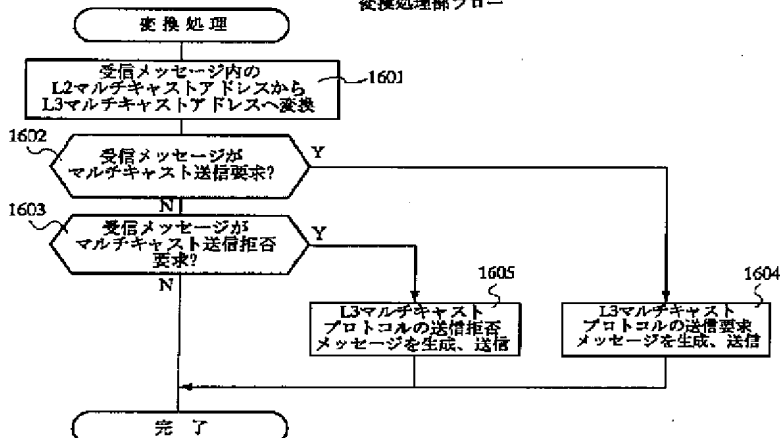 変換処理部フロー
変換処理
受信メッセージ内の
L2マルチキャストアドレスから
L3マルチキャストアドレスへ変換
1601
1602
受信メッセージが
マルチキャスト送信要求?
Y
N
1603
受信メッセージが
マルチキャスト送信拒否
要求?
Y
N
1605
L3マルチキャスト
プロトコルの送信拒否
メッセージを生成、送信
1604
L3マルチキャスト
プロトコルの送信要求
メッセージを生成、送信
完了